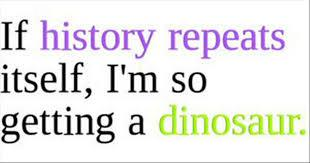 If history repeats
itself, I'm so
getting a dinosaur.